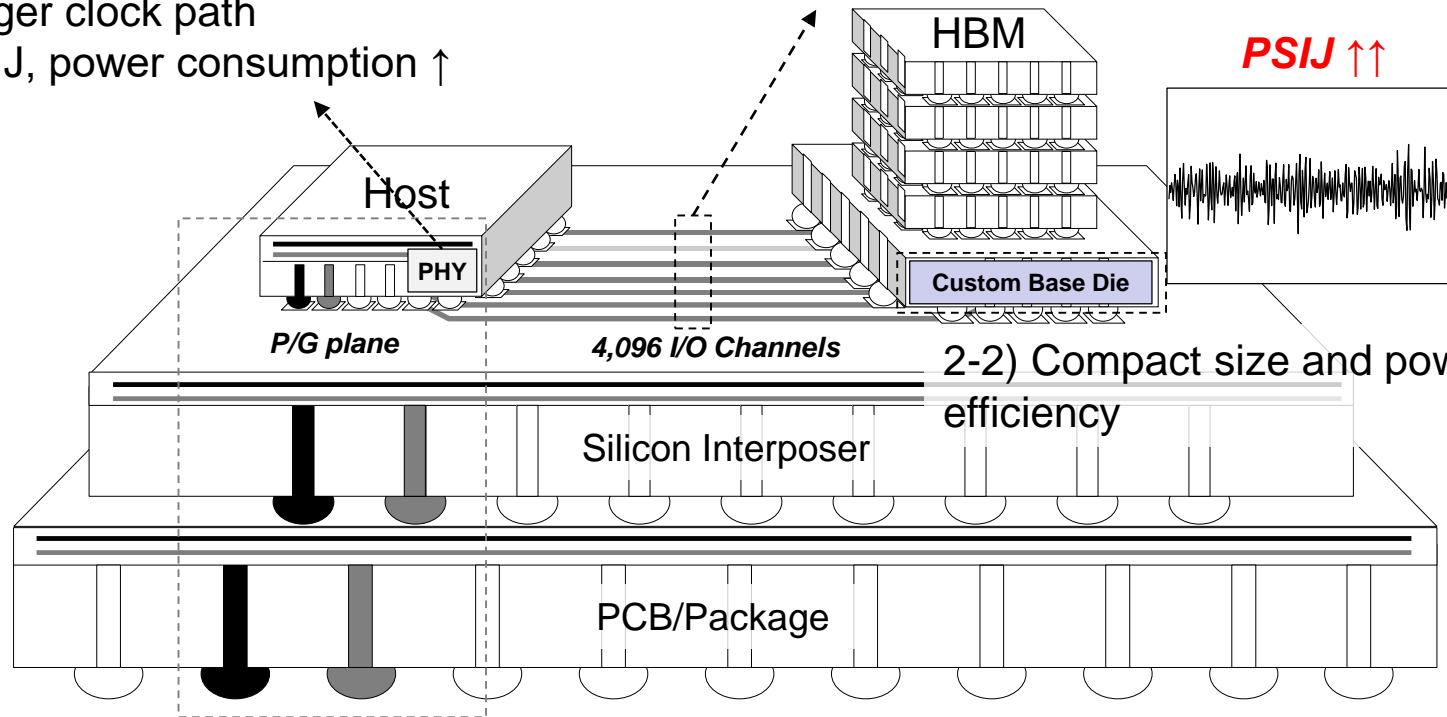 ger clock path
J, power consumption ↑
HBM
PSIJ ↑↑
Host
PHY
Custom Base Die
P/G plane
4,096 I/O Channels
2-2) Compact size and pow
efficiency
Silicon Interposer
PCB/Package